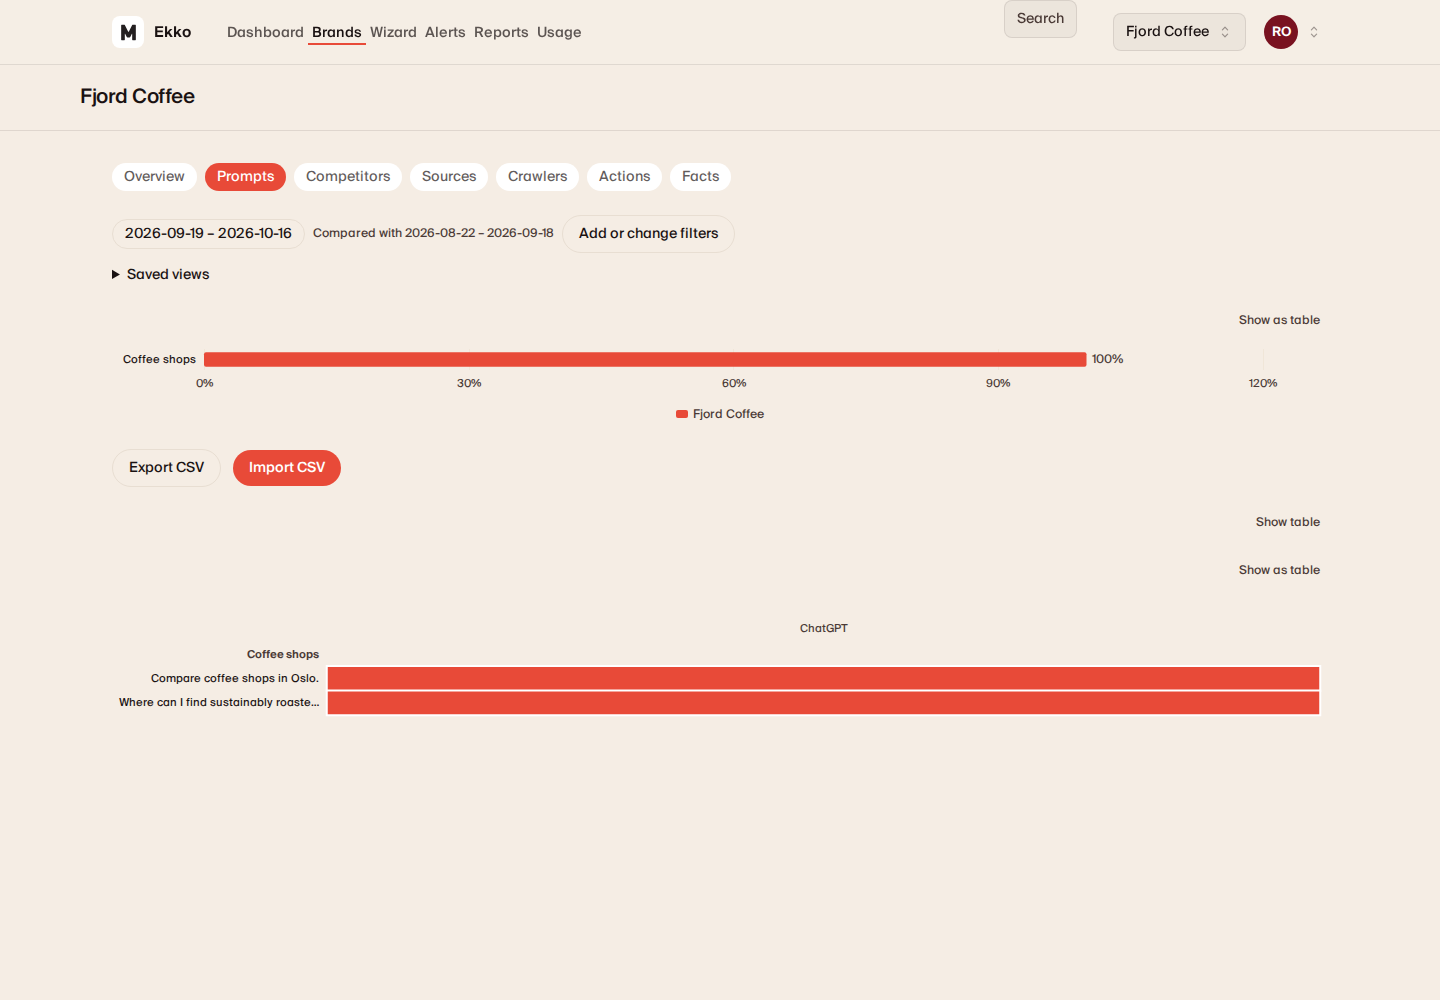 M Ekko Dashboard Brands Wizard Alerts Reports Usage Search Fjord Coffee RO
Fjord Coffee
Overview Prompts Competitors Sources Crawlers Actions Facts
2026-09-19 – 2026-10-16 Compared with 2026-08-22 – 2026-09-18 Add or change filters
Saved views
Show as table
Coffee shops 100%
0% 30% 60% 90% 120%
Fjord Coffee
Export CSV Import CSV
Show table
Show as table
ChatGPT
Coffee shops
Compare coffee shops in Oslo.
Where can I find sustainably roaste...